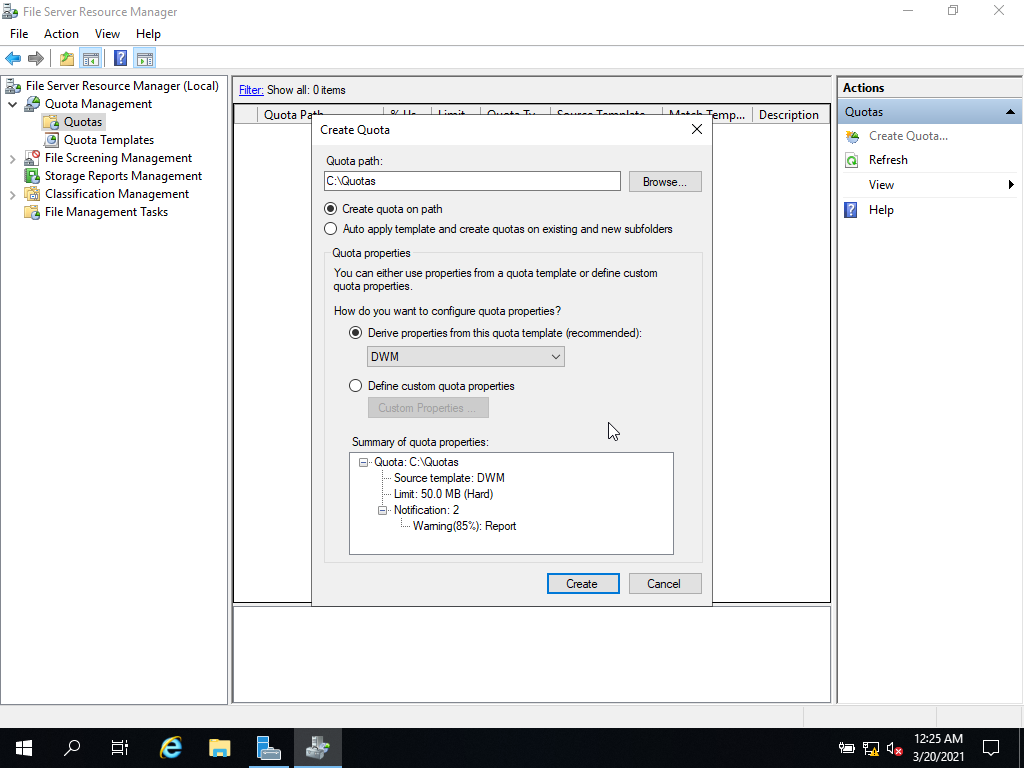 File Server Resource Manager
File Action View Help
File Server Resource Manager (Local)
Quota Management
Quotas
Quota Templates
File Screening Management
Storage Reports Management
Classification Management
File Management Tasks
Filter: Show all: 0 items
Quota Path % Us... Limit Quota Ty... Source Template Match Temp... Description
Create Quota
Quota path:
C:\Quotas
Browse...
Create quota on path
Auto apply template and create quotas on existing and new subfolders
Quota properties
You can either use properties from a quota template or define custom
quota properties.
How do you want to configure quota properties?
Derive properties from this quota template (recommended):
DWM
Define custom quota properties
Custom Properties ...
Summary of quota properties:
Quota: C:\Quotas
Source template: DWM
Limit: 50.0 MB (Hard)
Notification: 2
Warning(85%): Report
Create Cancel
Actions
Quotas
Create Quota...
Refresh
View
Help
12:25 AM
3/20/2021